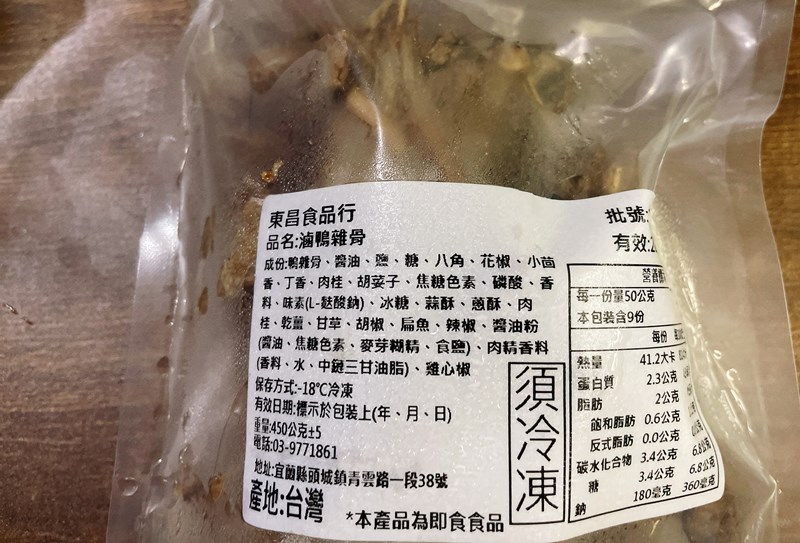 東昌食品行
品名:滷鴨雜骨
成份:鴨雜骨、醬油、鹽、糖、八角、花椒、小茴
香、丁香、肉桂、胡荽子、焦糖色素、磷酸、香
料、味素(L-麩酸鈉)、冰糖、蒜酥、蔥酥、肉
桂、乾薑、甘草、胡椒、扁魚、辣椒、醬油粉
(醬油、焦糖色素、麥芽糊精、食鹽)、肉精香料
(香料、水、中鏈三甘油脂)、雞心椒
保存方式:-18℃冷凍
有效日期:標示於包裝上(年、月、日)
重量:450公克±5
電話:03-9771861
地址:宜蘭縣頭城鎮青雲路一段38號
產地:台灣
*本產品為即食食品
須冷凍
批號:
有效:2
營養標
每一份量50公克
本包裝含9份
每份
熱量 41.2大卡
蛋白質 2.3公克
脂肪 2公克
飽和脂肪 0.6公克
反式脂肪 0.0公克
碳水化合物 3.4公克 6.8公克
糖 3.4公克 6.8公克
鈉 180毫克 360毫克